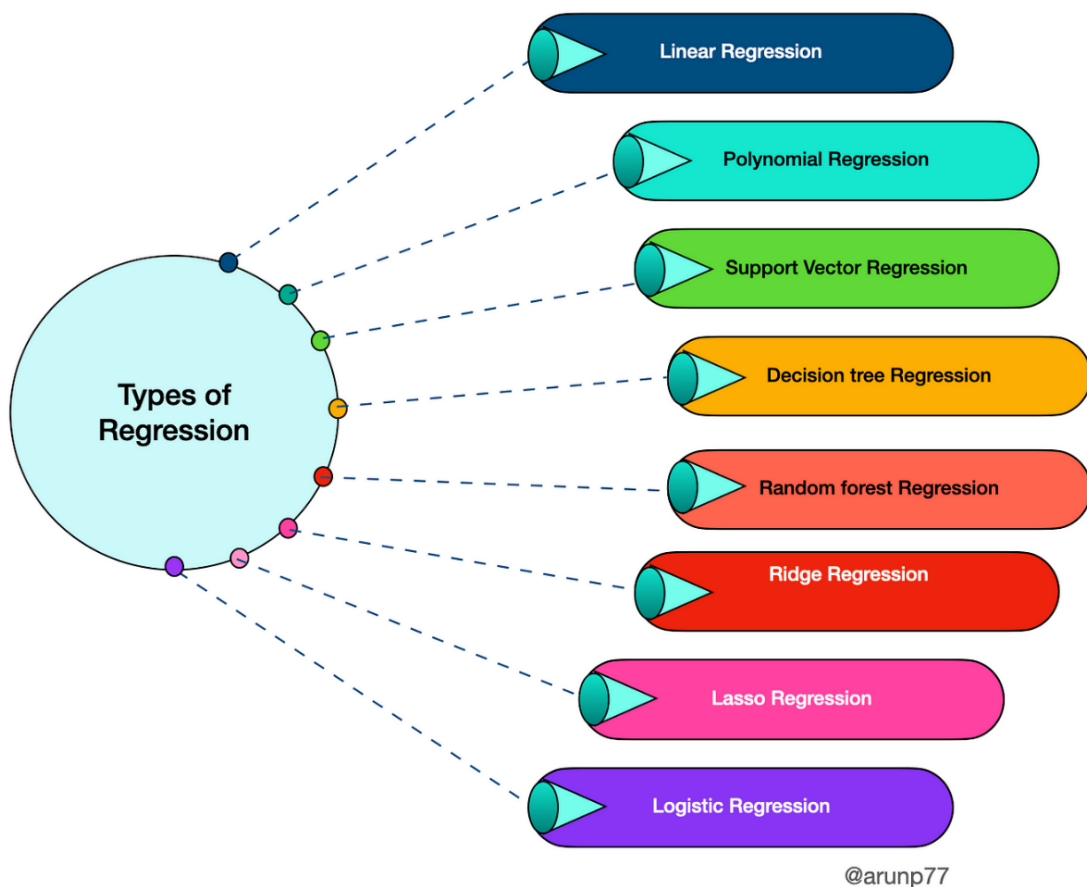 Linear Regression
Polynomial Regression
Support Vector Regression
Types of
Regression
Decision tree Regression
Random forest Regression
Ridge Regression
Lasso Regression
Logistic Regression
@arunp77